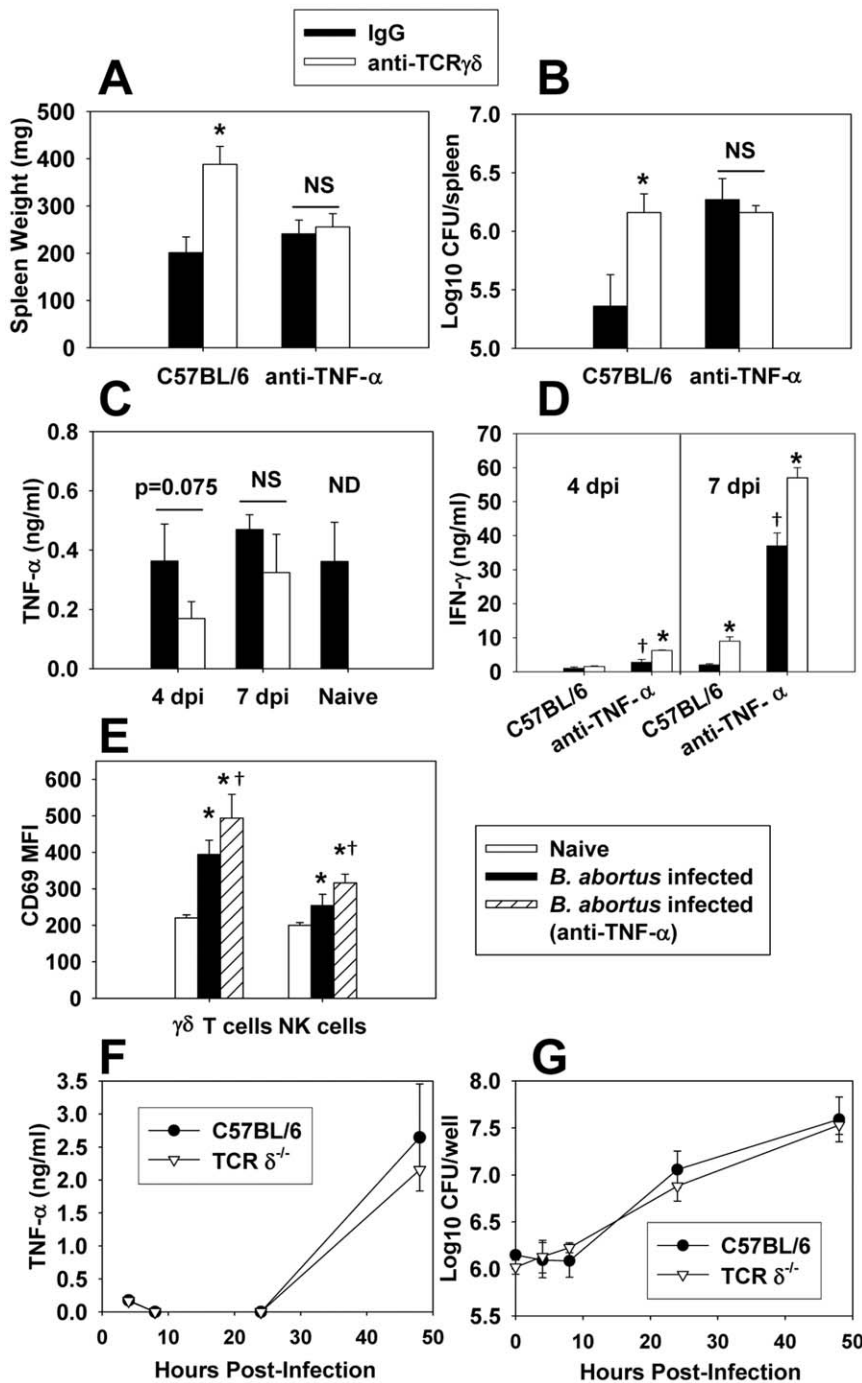 IgG
anti-TCRγδ
A
Spleen Weight (mg)
500
400
300
200
100
0
*
NS
C57BL/6 anti-TNF-α
B
Log10 CFU/spleen
7.0
6.5
6.0
5.5
5.0
*
NS
C57BL/6 anti-TNF-α
C
TNF-α (ng/ml)
0.8
0.6
0.4
0.2
0.0
p=0.075
NS
ND
4 dpi 7 dpi Naive
D
IFN-γ (ng/ml)
70
60
50
40
30
20
10
0
4 dpi
7 dpi
†
*
*
†
*
C57BL/6
anti-TNF-α
C57BL/6
anti-TNF-α
E
CD69 MFI
600
500
400
300
200
100
0
*
*†
*
*†
γδ T cells NK cells
Naive
B. abortus infected
B. abortus infected
(anti-TNF-α)
F
TNF-α (ng/ml)
3.5
3.0
2.5
2.0
1.5
1.0
0.5
0.0
C57BL/6
TCR δ-/-
0 10 20 30 40 50
Hours Post-Infection
G
Log10 CFU/well
8.0
7.5
7.0
6.5
6.0
5.5
C57BL/6
TCR δ-/-
0 10 20 30 40 50
Hours Post-Infection